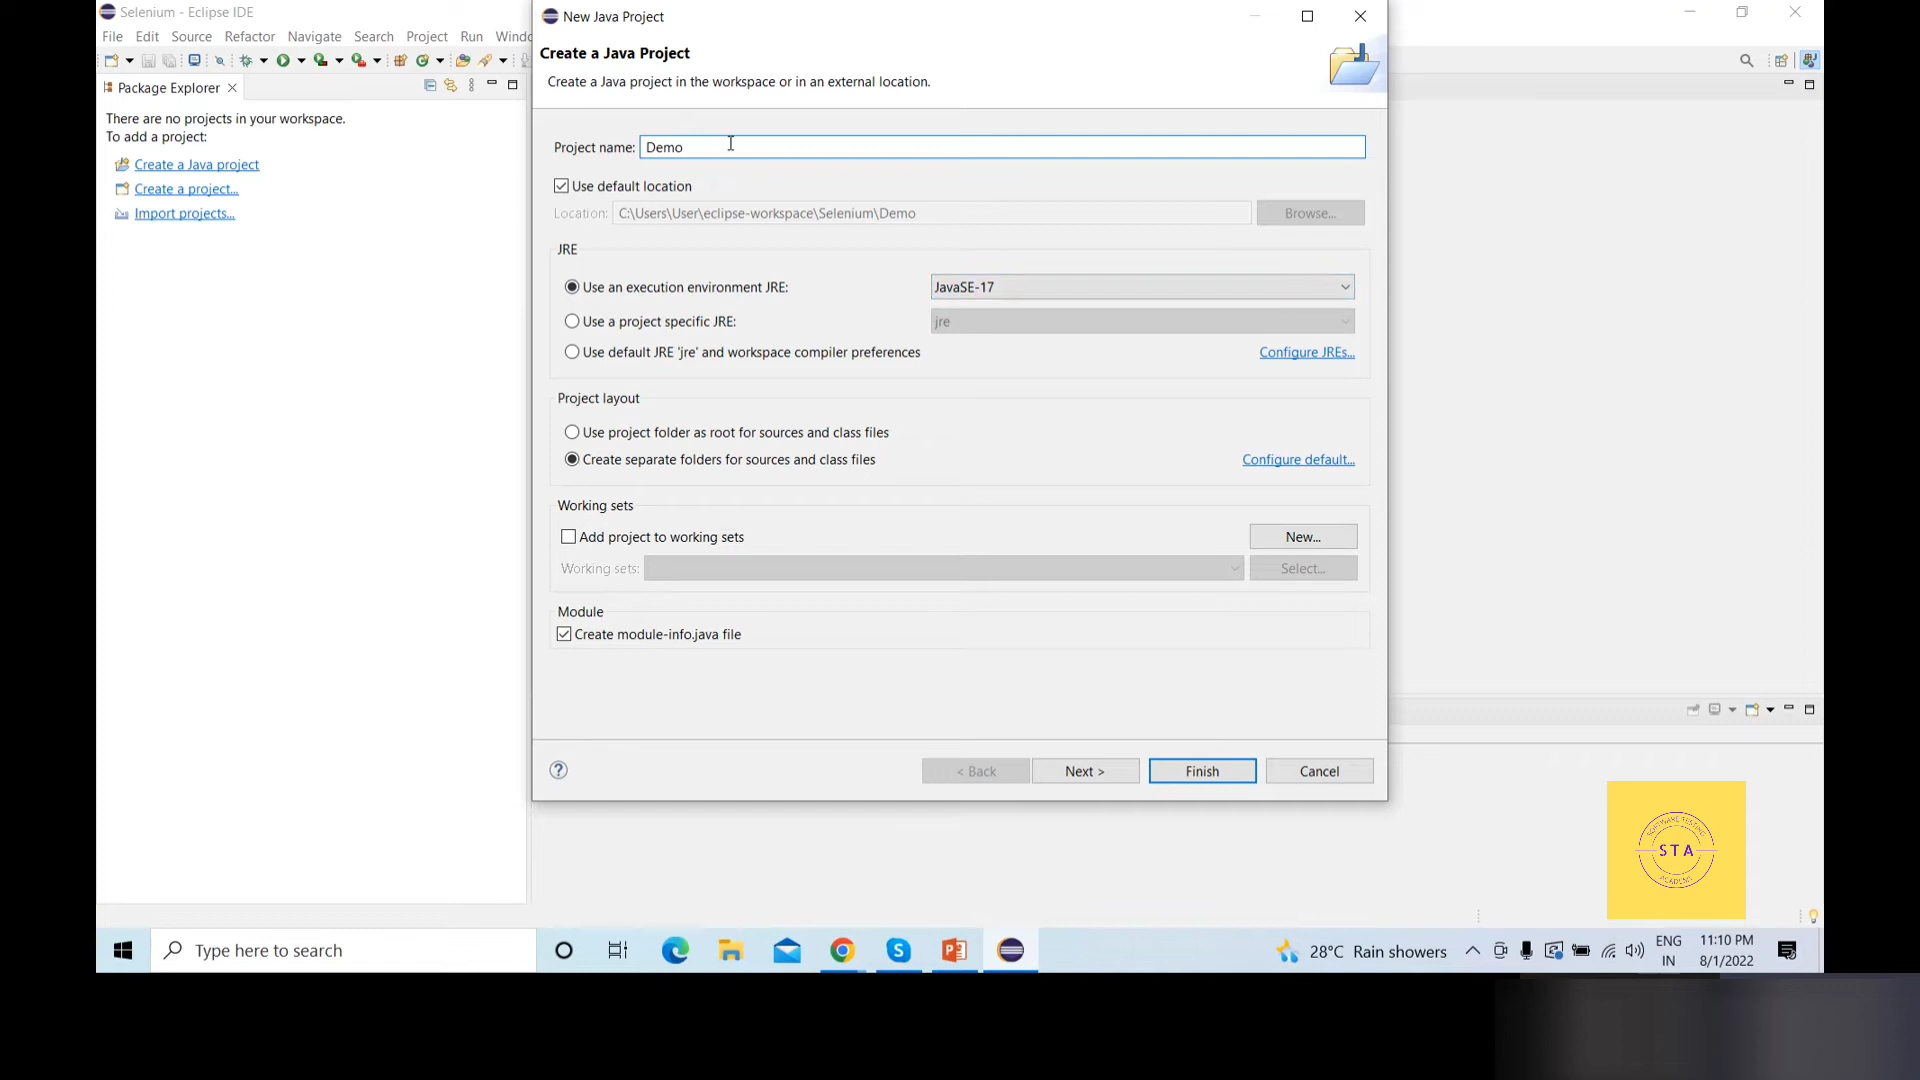 Selenium - Eclipse IDE
File Edit Source Refactor Navigate Search Project Run Windo
Package Explorer
There are no projects in your workspace.
To add a project:
Create a Java project
Create a project...
Import projects...
New Java Project
Create a Java Project
Create a Java project in the workspace or in an external location.
Project name: Demo
Use default location
Location: C:\Users\User\eclipse-workspace\Selenium\Demo Browse...
JRE
Use an execution environment JRE: JavaSE-17
Use a project specific JRE: jre
Use default JRE 'jre' and workspace compiler preferences Configure JREs...
Project layout
Use project folder as root for sources and class files
Create separate folders for sources and class files Configure default...
Working sets
Add project to working sets New...
Working sets: Select...
Module
Create module-info.java file
< Back Next > Finish Cancel
SOFTWARE TESTING
STA
ACADEMY
Type here to search
28°C Rain showers
ENG
IN
11:10 PM
8/1/2022